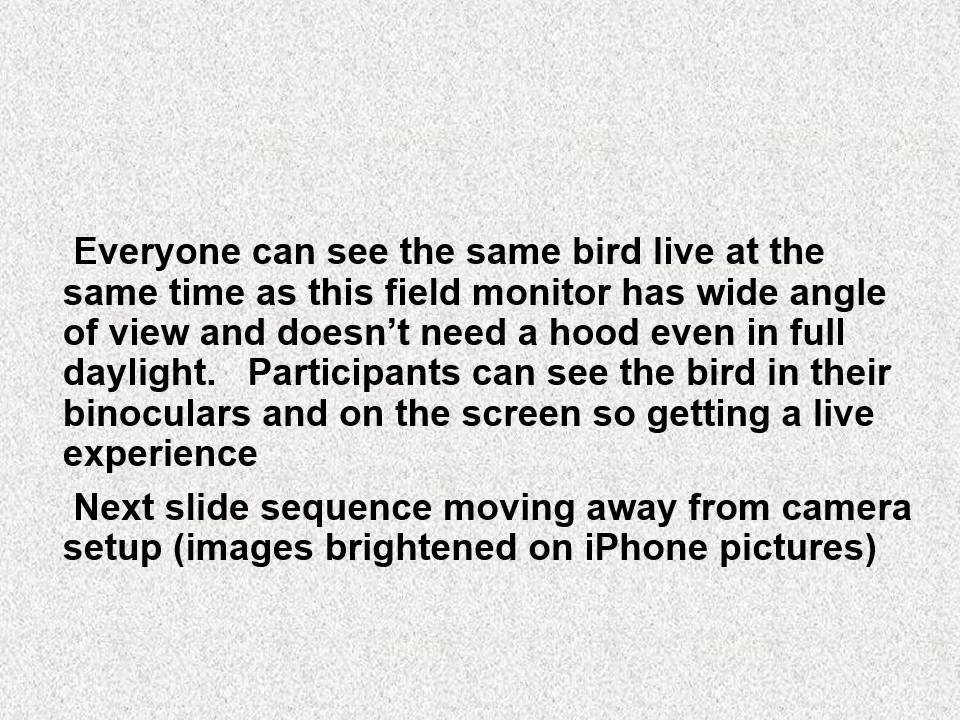 Everyone can see the same bird live at the
same time as this field monitor has wide angle
of view and doesn’t need a hood even in full
daylight.   Participants can see the bird in their
binoculars and on the screen so getting a live
experience
Next slide sequence moving away from camera
setup (images brightened on iPhone pictures)